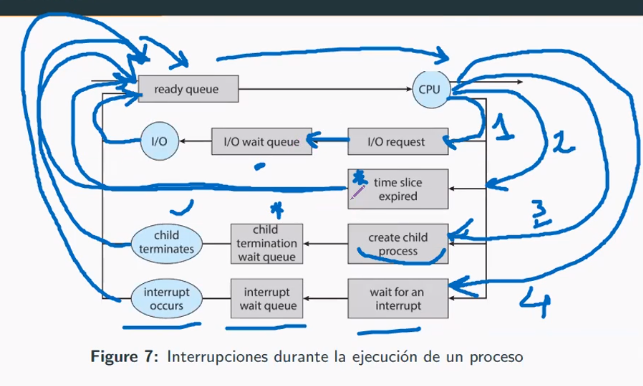 ready queue
CPU
I/O
I/O wait queue
I/O request
1
2
* time slice
expired
*
child
terminates
child
termination
wait queue
create child
process
3
interrupt
occurs
interrupt
wait queue
wait for an
interrupt
4
Figure 7: Interrupciones durante la ejecución de un proceso